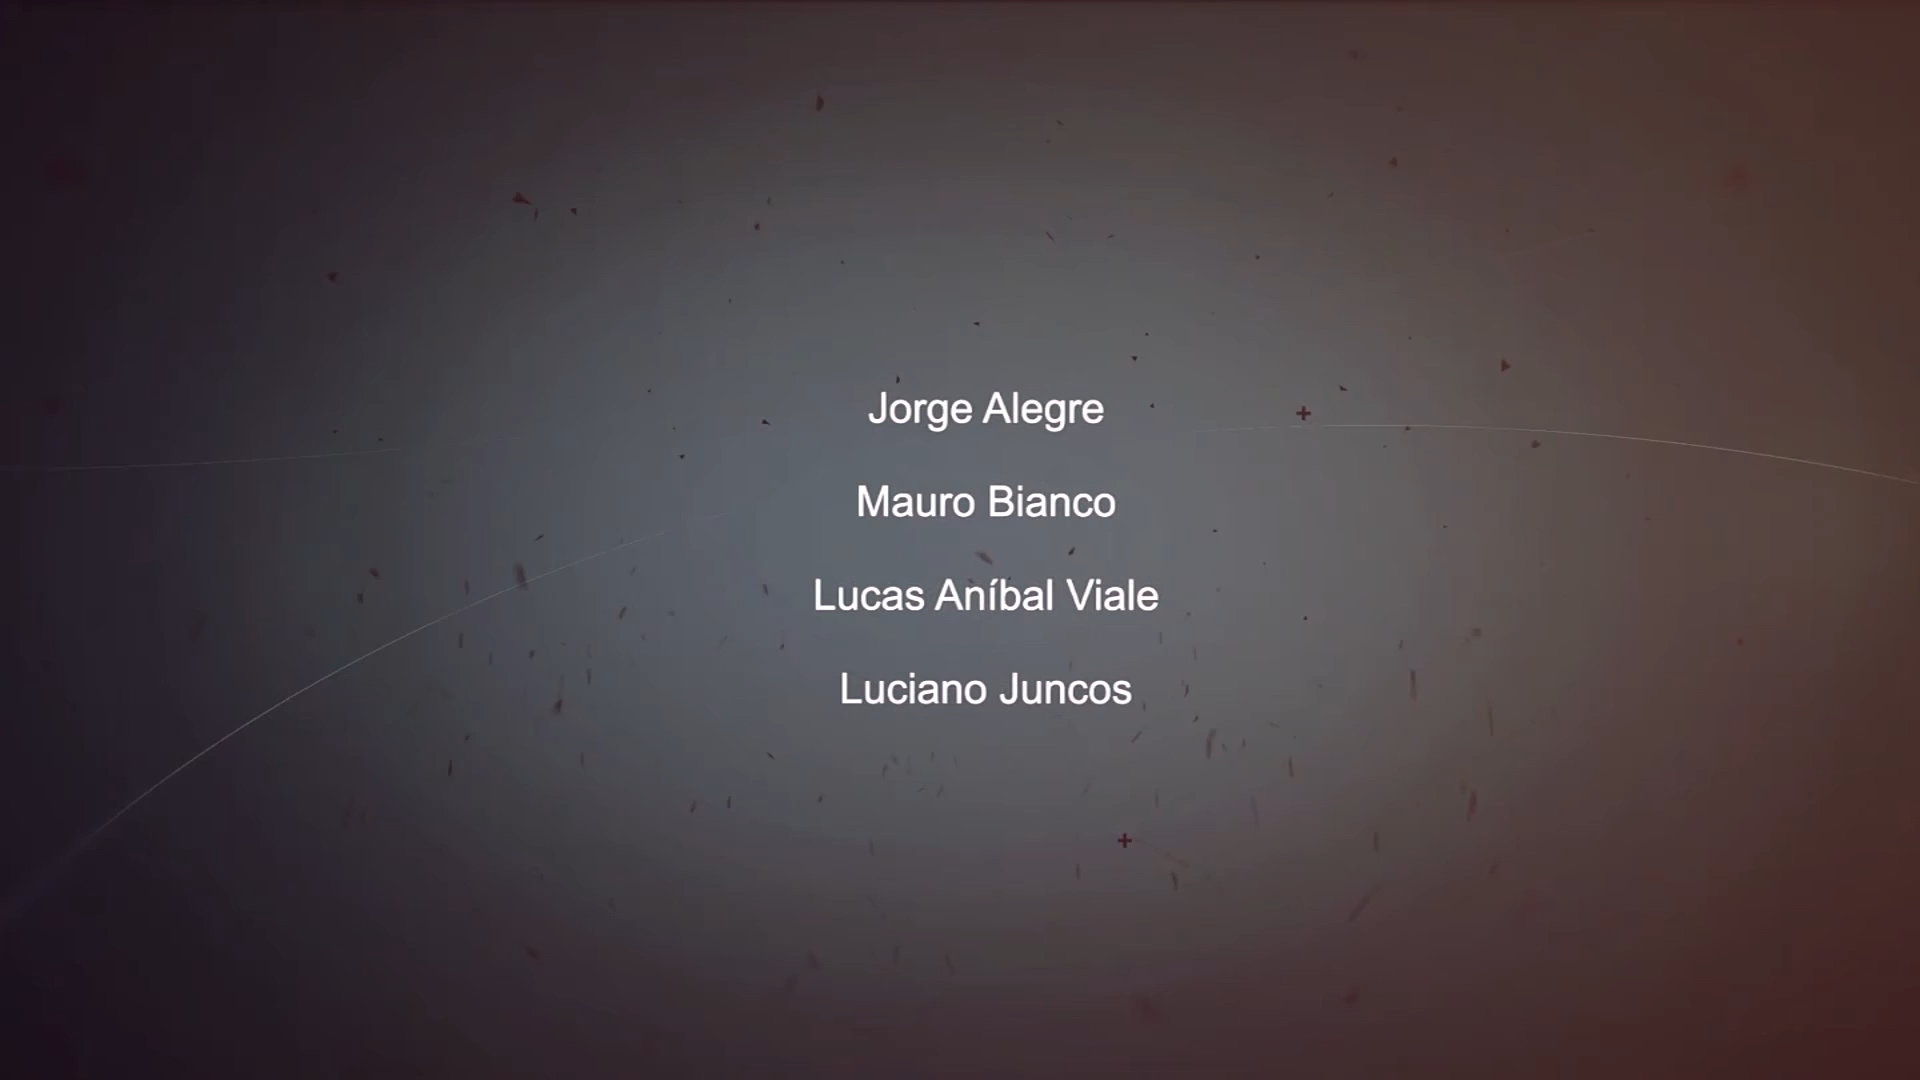 Jorge Alegre
Mauro Bianco
Lucas Aníbal Viale
Luciano Juncos